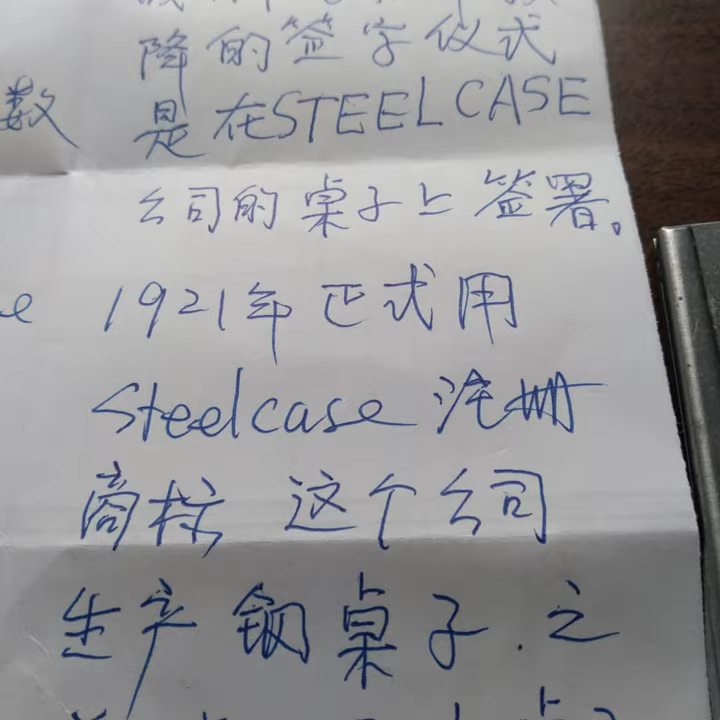 降的签字仪式
数 是在STEELCASE
公司的桌子上签署。
e 1921年正式用
Steelcase 注册
商标 这个公司
生产钢桌子.之